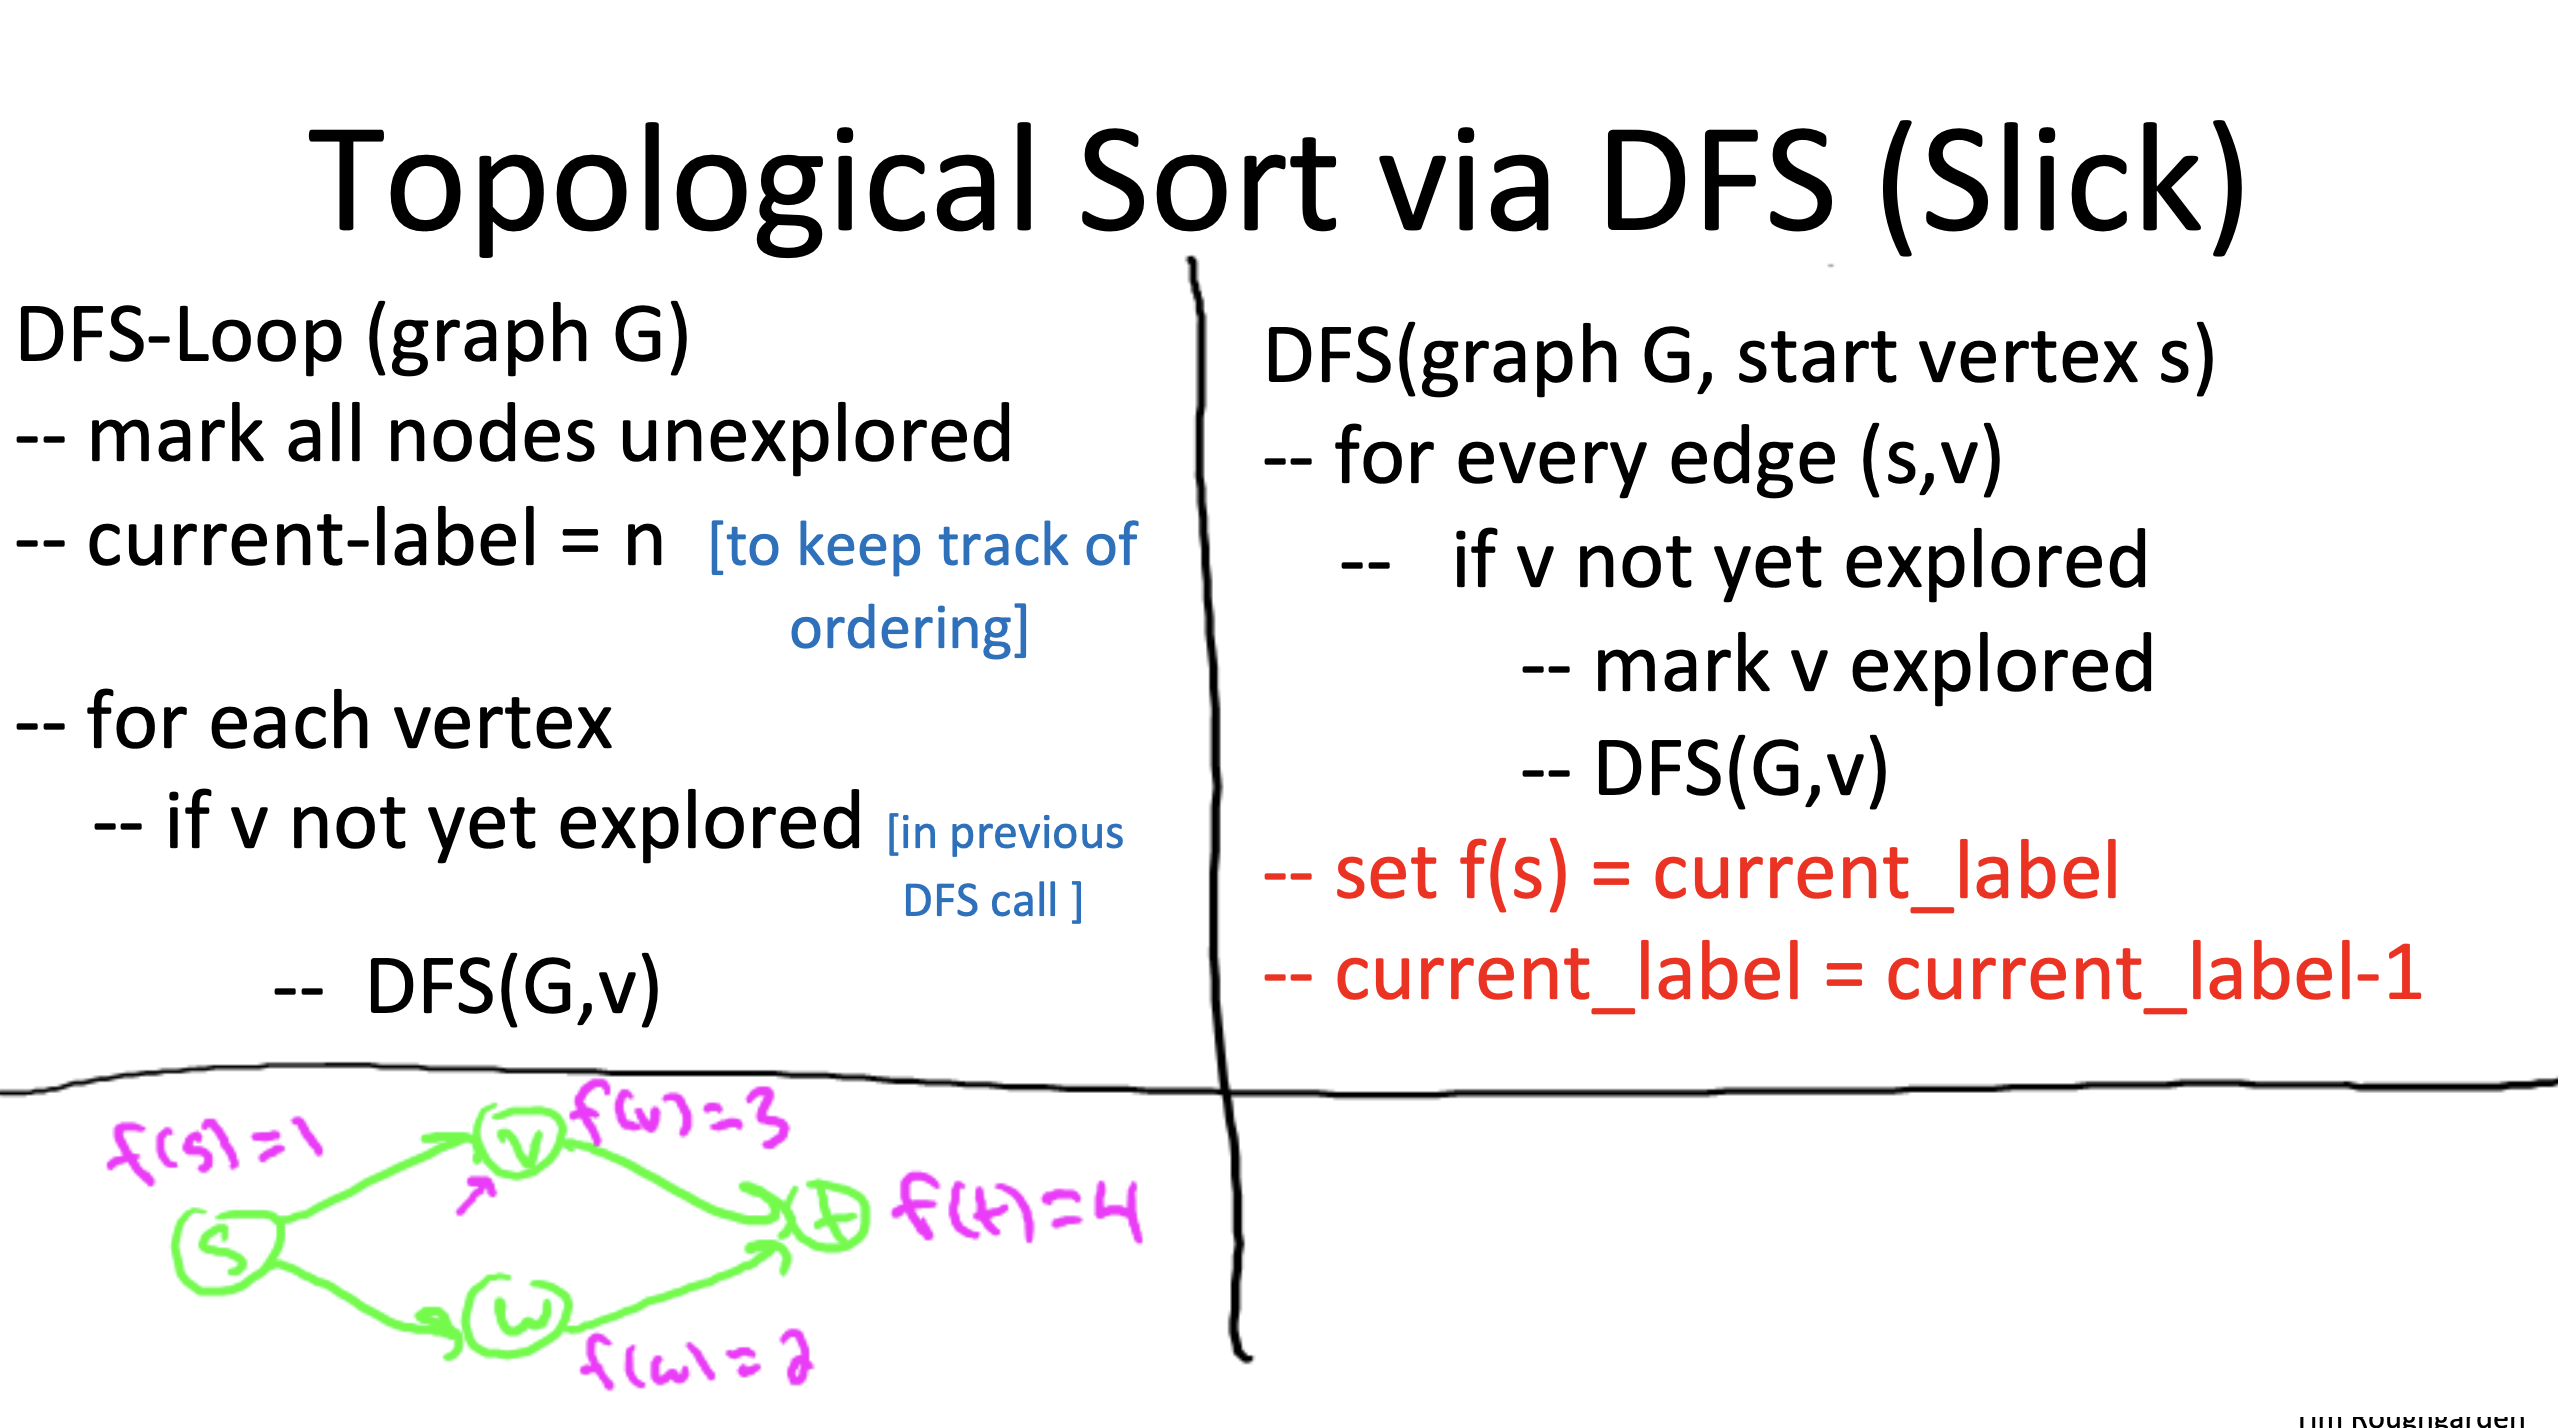 Topological Sort via DFS (Slick)
DFS-Loop (graph G)
-- mark all nodes unexplored
-- current-label = n [to keep track of
ordering]
-- for each vertex
-- if v not yet explored [in previous
DFS call ]
-- DFS(G,v)
DFS(graph G, start vertex s)
-- for every edge (s,v)
-- if v not yet explored
-- mark v explored
-- DFS(G,v)
-- set f(s) = current_label
-- current_label = current_label-1
f(s)=1
v
f(v)=3
s
t
f(t)=4
w
f(w)=2
Tim Roughgarden